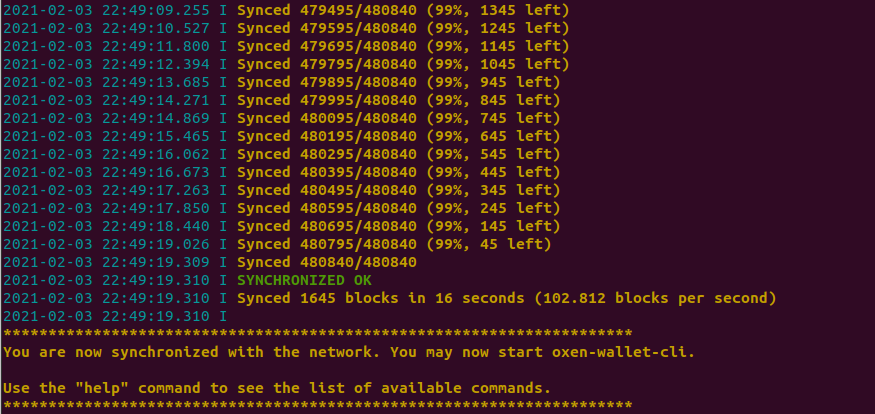 2021-02-03 22:49:09.255 I Synced 479495/480840 (99%, 1345 left)
2021-02-03 22:49:10.527 I Synced 479595/480840 (99%, 1245 left)
2021-02-03 22:49:11.800 I Synced 479695/480840 (99%, 1145 left)
2021-02-03 22:49:12.394 I Synced 479795/480840 (99%, 1045 left)
2021-02-03 22:49:13.685 I Synced 479895/480840 (99%, 945 left)
2021-02-03 22:49:14.271 I Synced 479995/480840 (99%, 845 left)
2021-02-03 22:49:14.869 I Synced 480095/480840 (99%, 745 left)
2021-02-03 22:49:15.465 I Synced 480195/480840 (99%, 645 left)
2021-02-03 22:49:16.062 I Synced 480295/480840 (99%, 545 left)
2021-02-03 22:49:16.673 I Synced 480395/480840 (99%, 445 left)
2021-02-03 22:49:17.263 I Synced 480495/480840 (99%, 345 left)
2021-02-03 22:49:17.850 I Synced 480595/480840 (99%, 245 left)
2021-02-03 22:49:18.440 I Synced 480695/480840 (99%, 145 left)
2021-02-03 22:49:19.026 I Synced 480795/480840 (99%, 45 left)
2021-02-03 22:49:19.309 I Synced 480840/480840
2021-02-03 22:49:19.310 I SYNCHRONIZED OK
2021-02-03 22:49:19.310 I Synced 1645 blocks in 16 seconds (102.812 blocks per second)
2021-02-03 22:49:19.310 I
**********************************************************************
You are now synchronized with the network. You may now start oxen-wallet-cli.
Use the "help" command to see the list of available commands.
**********************************************************************